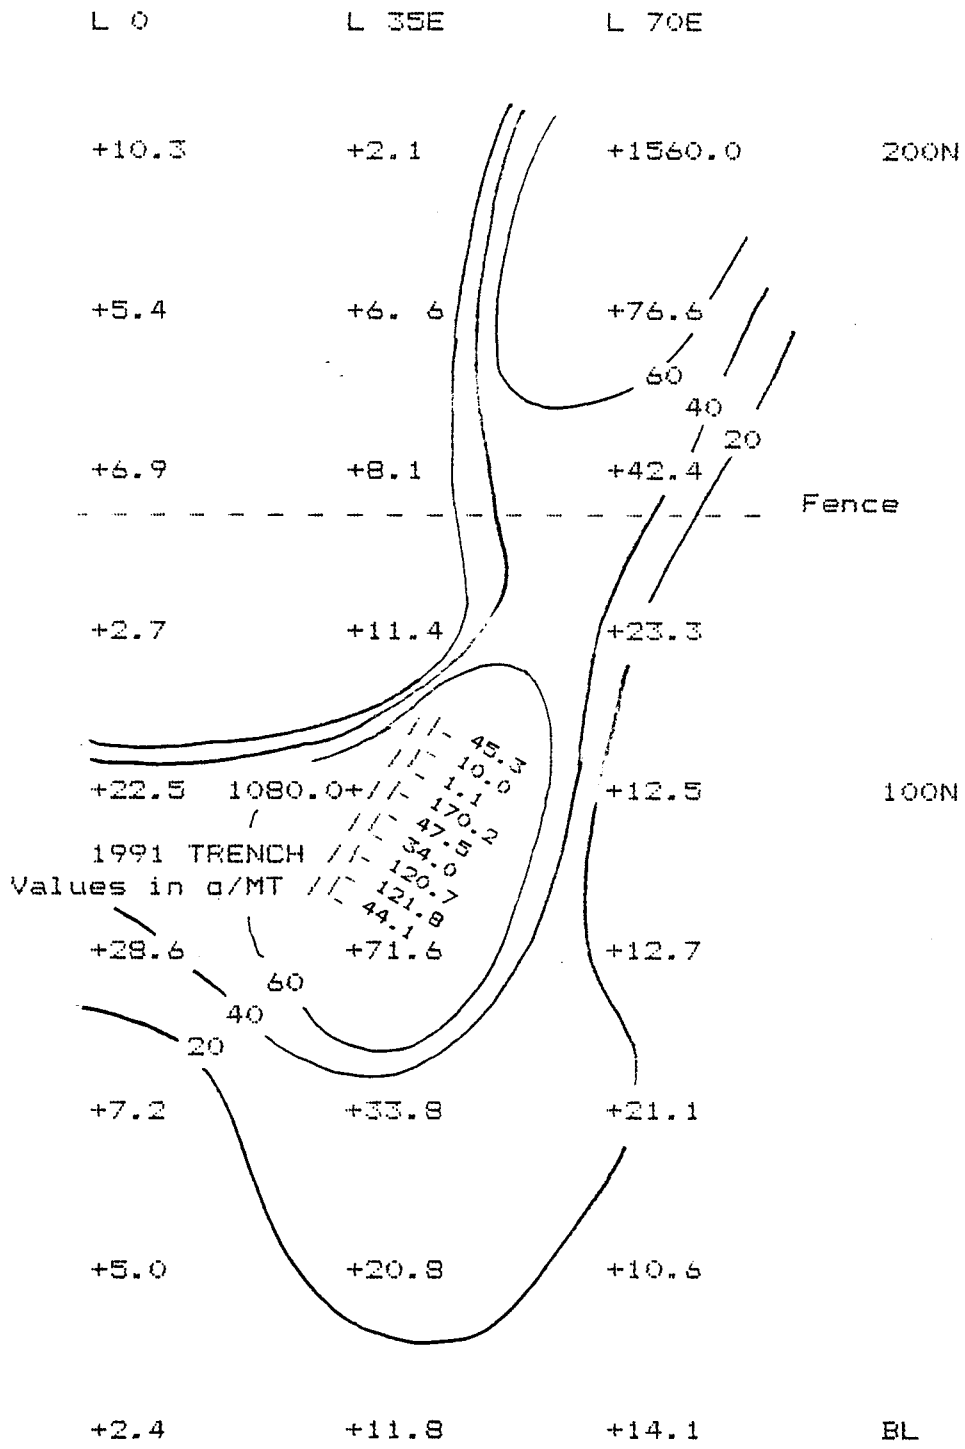 L 0 L 35E L 70E
+10.3 +2.1 +1560.0 200N
+5.4 +6. 6 +76.6
60
40
20
+6.9 +8.1 +42.4
Fence
+2.7 +11.4 +23.3
45.3
10.0
+22.5 1080.0+ 1.1 +12.5 100N
170.2
47.5
1991 TRENCH 34.0
120.7
Values in g/MT 121.8
44.1
+28.6 +71.6 +12.7
60
40
20
+7.2 +33.8 +21.1
+5.0 +20.8 +10.6
+2.4 +11.8 +14.1 BL